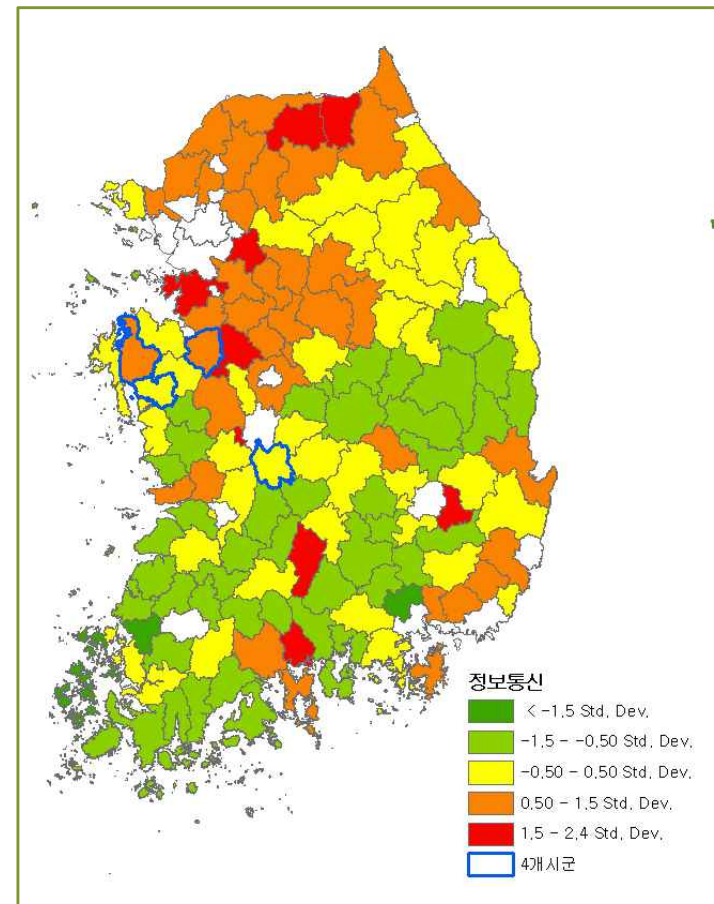 정보통신
< -1,5 Std, Dev,
-1,5 - -0,50 Std, Dev,
-0,50 - 0,50 Std, Dev,
0,50 - 1,5 Std, Dev,
1,5 - 2,4 Std, Dev,
4개시군